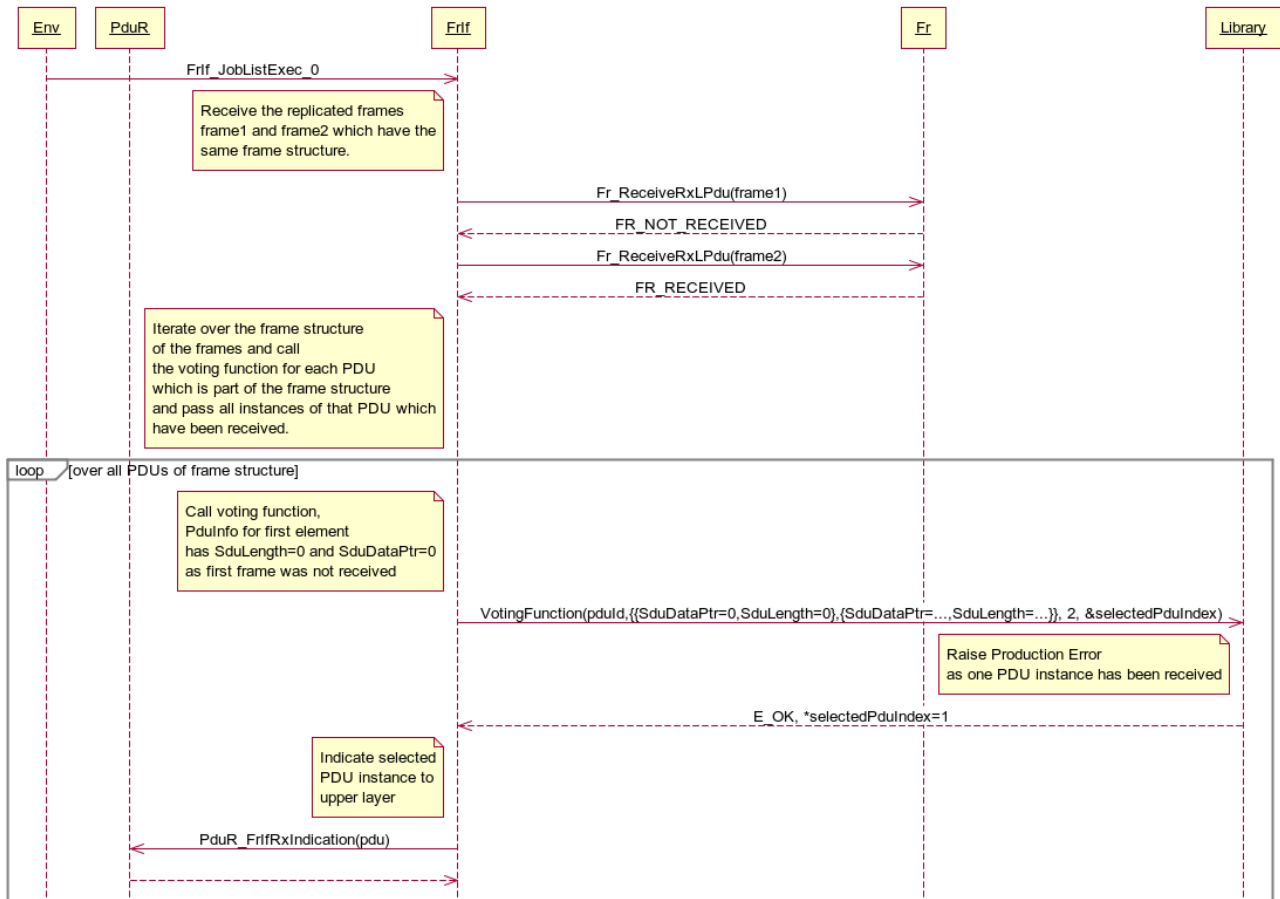 Env
PduR
FrIf
Fr
Library
FrIf_JobListExec_0
Receive the replicated frames
frame1 and frame2 which have the
same frame structure.
Fr_ReceiveRxLPdu(frame1)
FR_NOT_RECEIVED
Fr_ReceiveRxLPdu(frame2)
FR_RECEIVED
Iterate over the frame structure
of the frames and call
the voting function for each PDU
which is part of the frame structure
and pass all instances of that PDU which
have been received.
loop [over all PDUs of frame structure]
Call voting function,
PduInfo for first element
has SduLength=0 and SduDataPtr=0
as first frame was not received
VotingFunction(pduId,{{SduDataPtr=0,SduLength=0},{SduDataPtr=...,SduLength=...}}, 2, &selectedPduIndex)
Raise Production Error
as one PDU instance has been received
E_OK, *selectedPduIndex=1
Indicate selected
PDU instance to
upper layer
PduR_FrIfRxIndication(pdu)